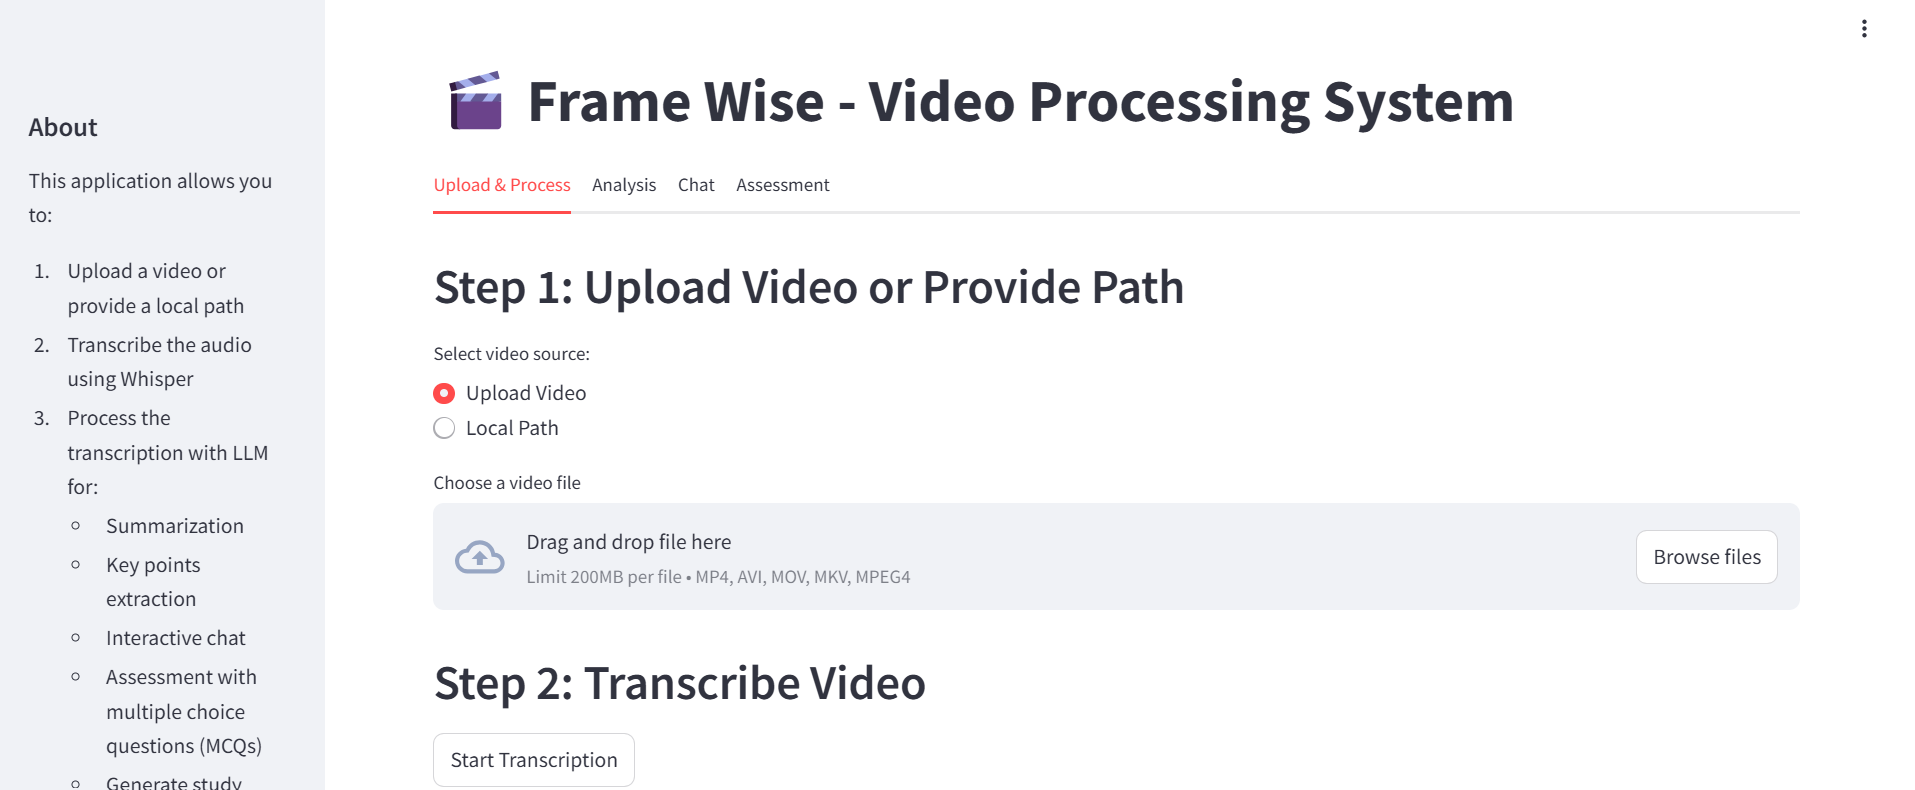 About
This application allows you
to:
1. Upload a video or
provide a local path
2. Transcribe the audio
using Whisper
3. Process the
transcription with LLM
for:
Summarization
Key points
extraction
Interactive chat
Assessment with
multiple choice
questions (MCQs)
Generate study
Frame Wise - Video Processing System
Upload & Process Analysis Chat Assessment
Step 1: Upload Video or Provide Path
Select video source:
Upload Video
Local Path
Choose a video file
Drag and drop file here
Limit 200MB per file • MP4, AVI, MOV, MKV, MPEG4
Browse files
Step 2: Transcribe Video
Start Transcription